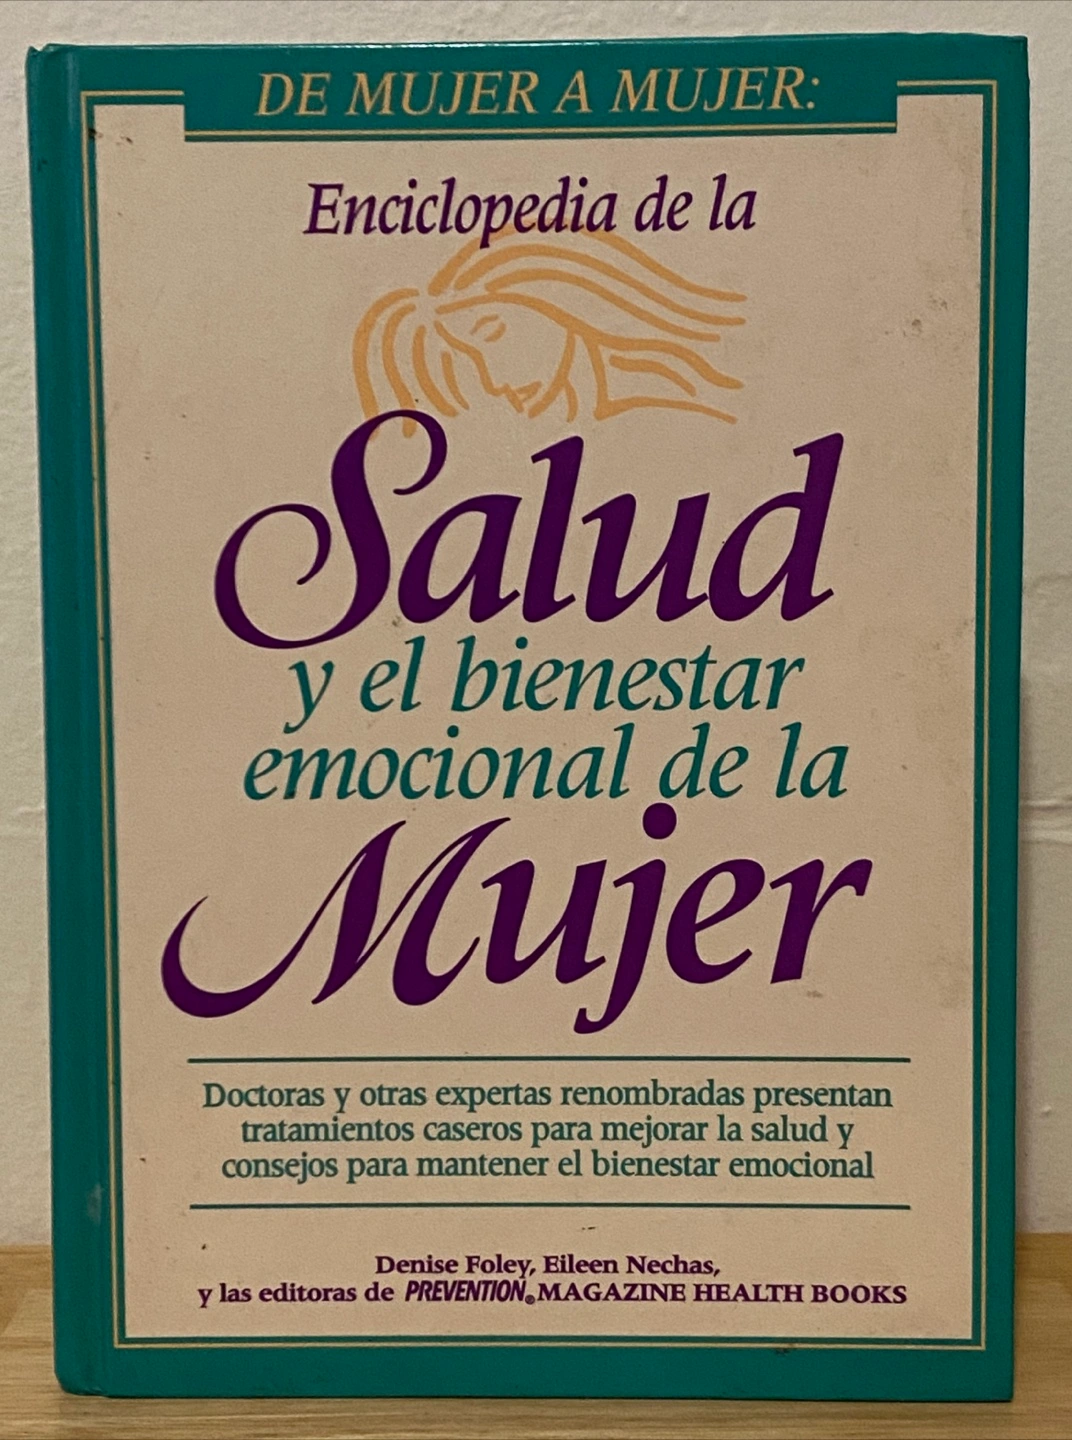 DE MUJER A MUJER:
Enciclopedia de la
Salud
y el bienestar
emocional de la
Mujer
Doctoras y otras expertas renombradas presentan
tratamientos caseros para mejorar la salud y
consejos para mantener el bienestar emocional
Denise Foley, Eileen Nechas,
y las editoras de PREVENTION® MAGAZINE HEALTH BOOKS